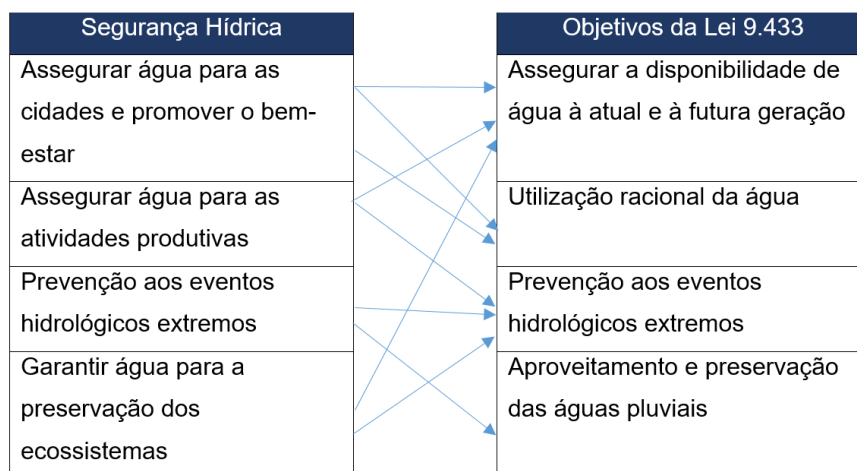 Segurança Hídrica
Assegurar água para as
cidades e promover o bem-
estar
Assegurar água para as
atividades produtivas
Prevenção aos eventos
hidrológicos extremos
Garantir água para a
preservação dos
ecossistemas
Objetivos da Lei 9.433
Assegurar a disponibilidade de
água à atual e à futura geração
Utilização racional da água
Prevenção aos eventos
hidrológicos extremos
Aproveitamento e preservação
das águas pluviais